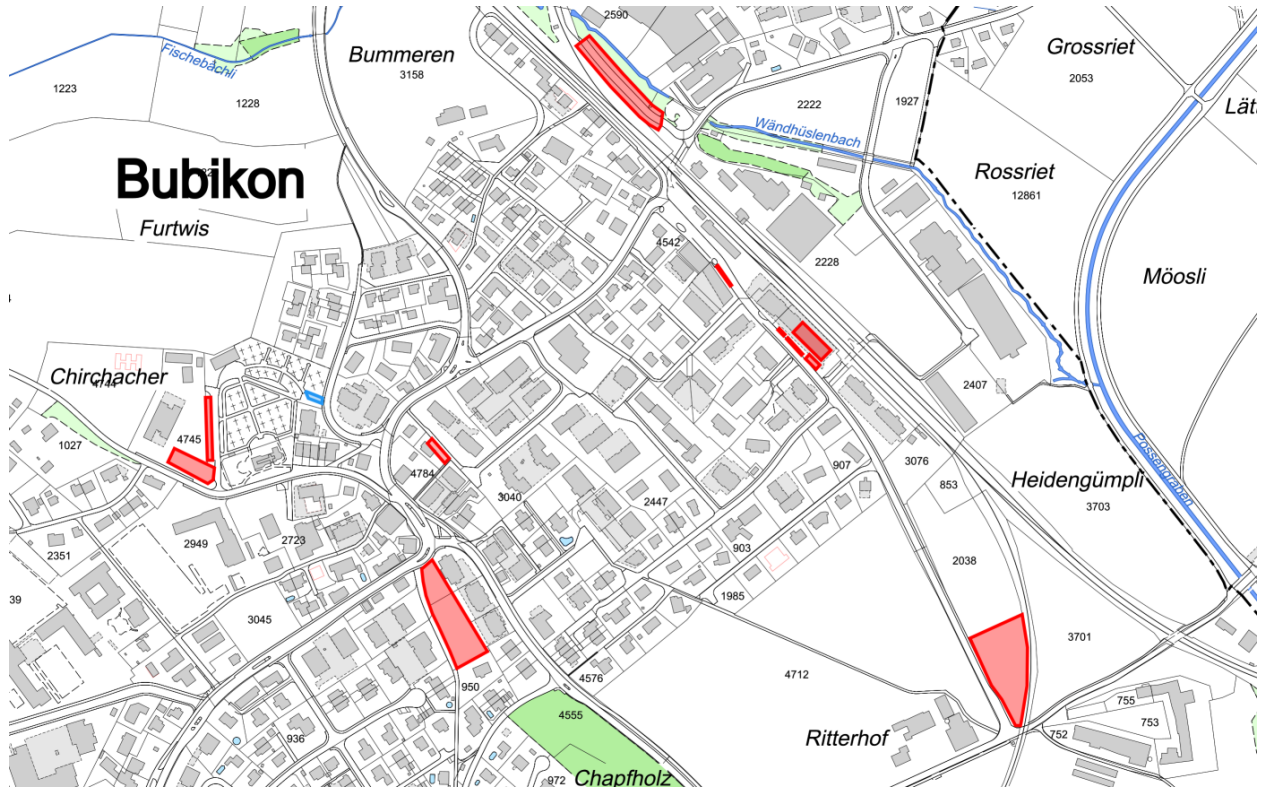 2590
Grossriet
2053
Bummeren
3158
Fischebächli
1223
1228
2222
1927
Wändhüslenbach
Rossriet
12861
Bubikon
Furtwis
4542
2228
Möosli
Chirchacher
2407
4745
1027
4784
907
3076
853
Heidengümpli
3703
Possengraben
3040
2447
2351
2949
2723
903
2038
39
3045
1985
3701
950
4576
4712
4555
755
753
752
Ritterhof
936
972
Chapfholz